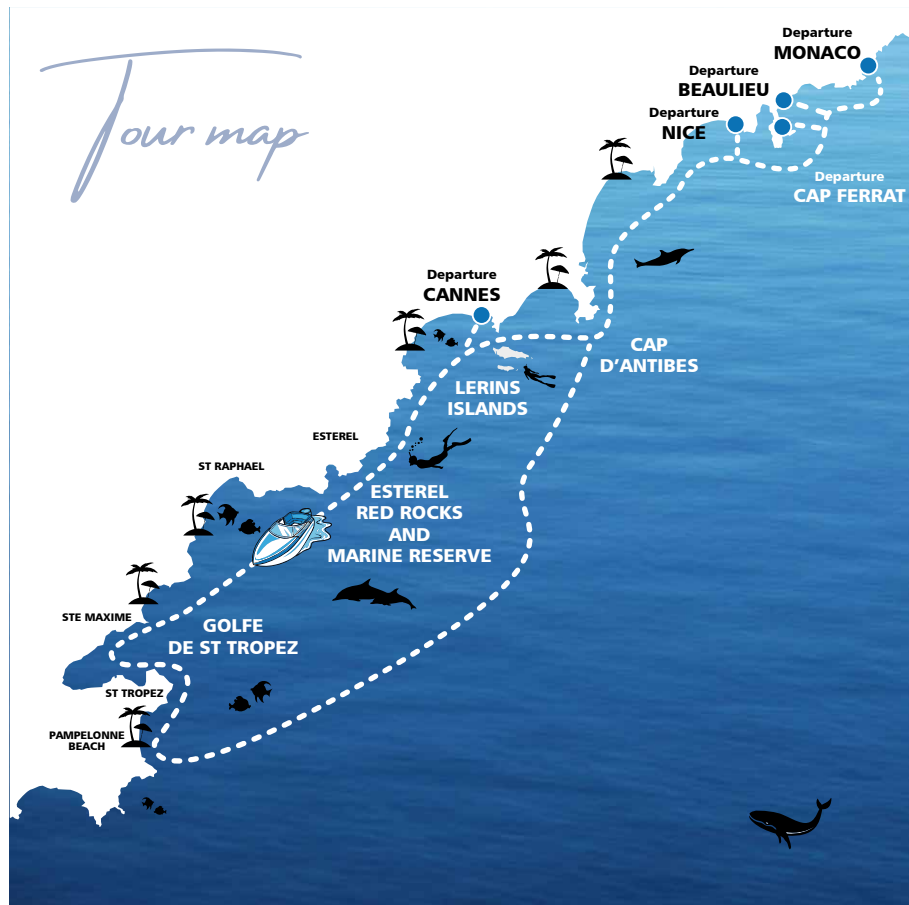 Tour map
Departure
MONACO
Departure
BEAULIEU
Departure
NICE
Departure
CAP FERRAT
Departure
CANNES
CAP
D'ANTIBES
LERINS
ISLANDS
ESTEREL
ST RAPHAEL
ESTEREL
RED ROCKS
AND
MARINE RESERVE
STE MAXIME
GOLFE
DE ST TROPEZ
ST TROPEZ
PAMPELONNE
BEACH